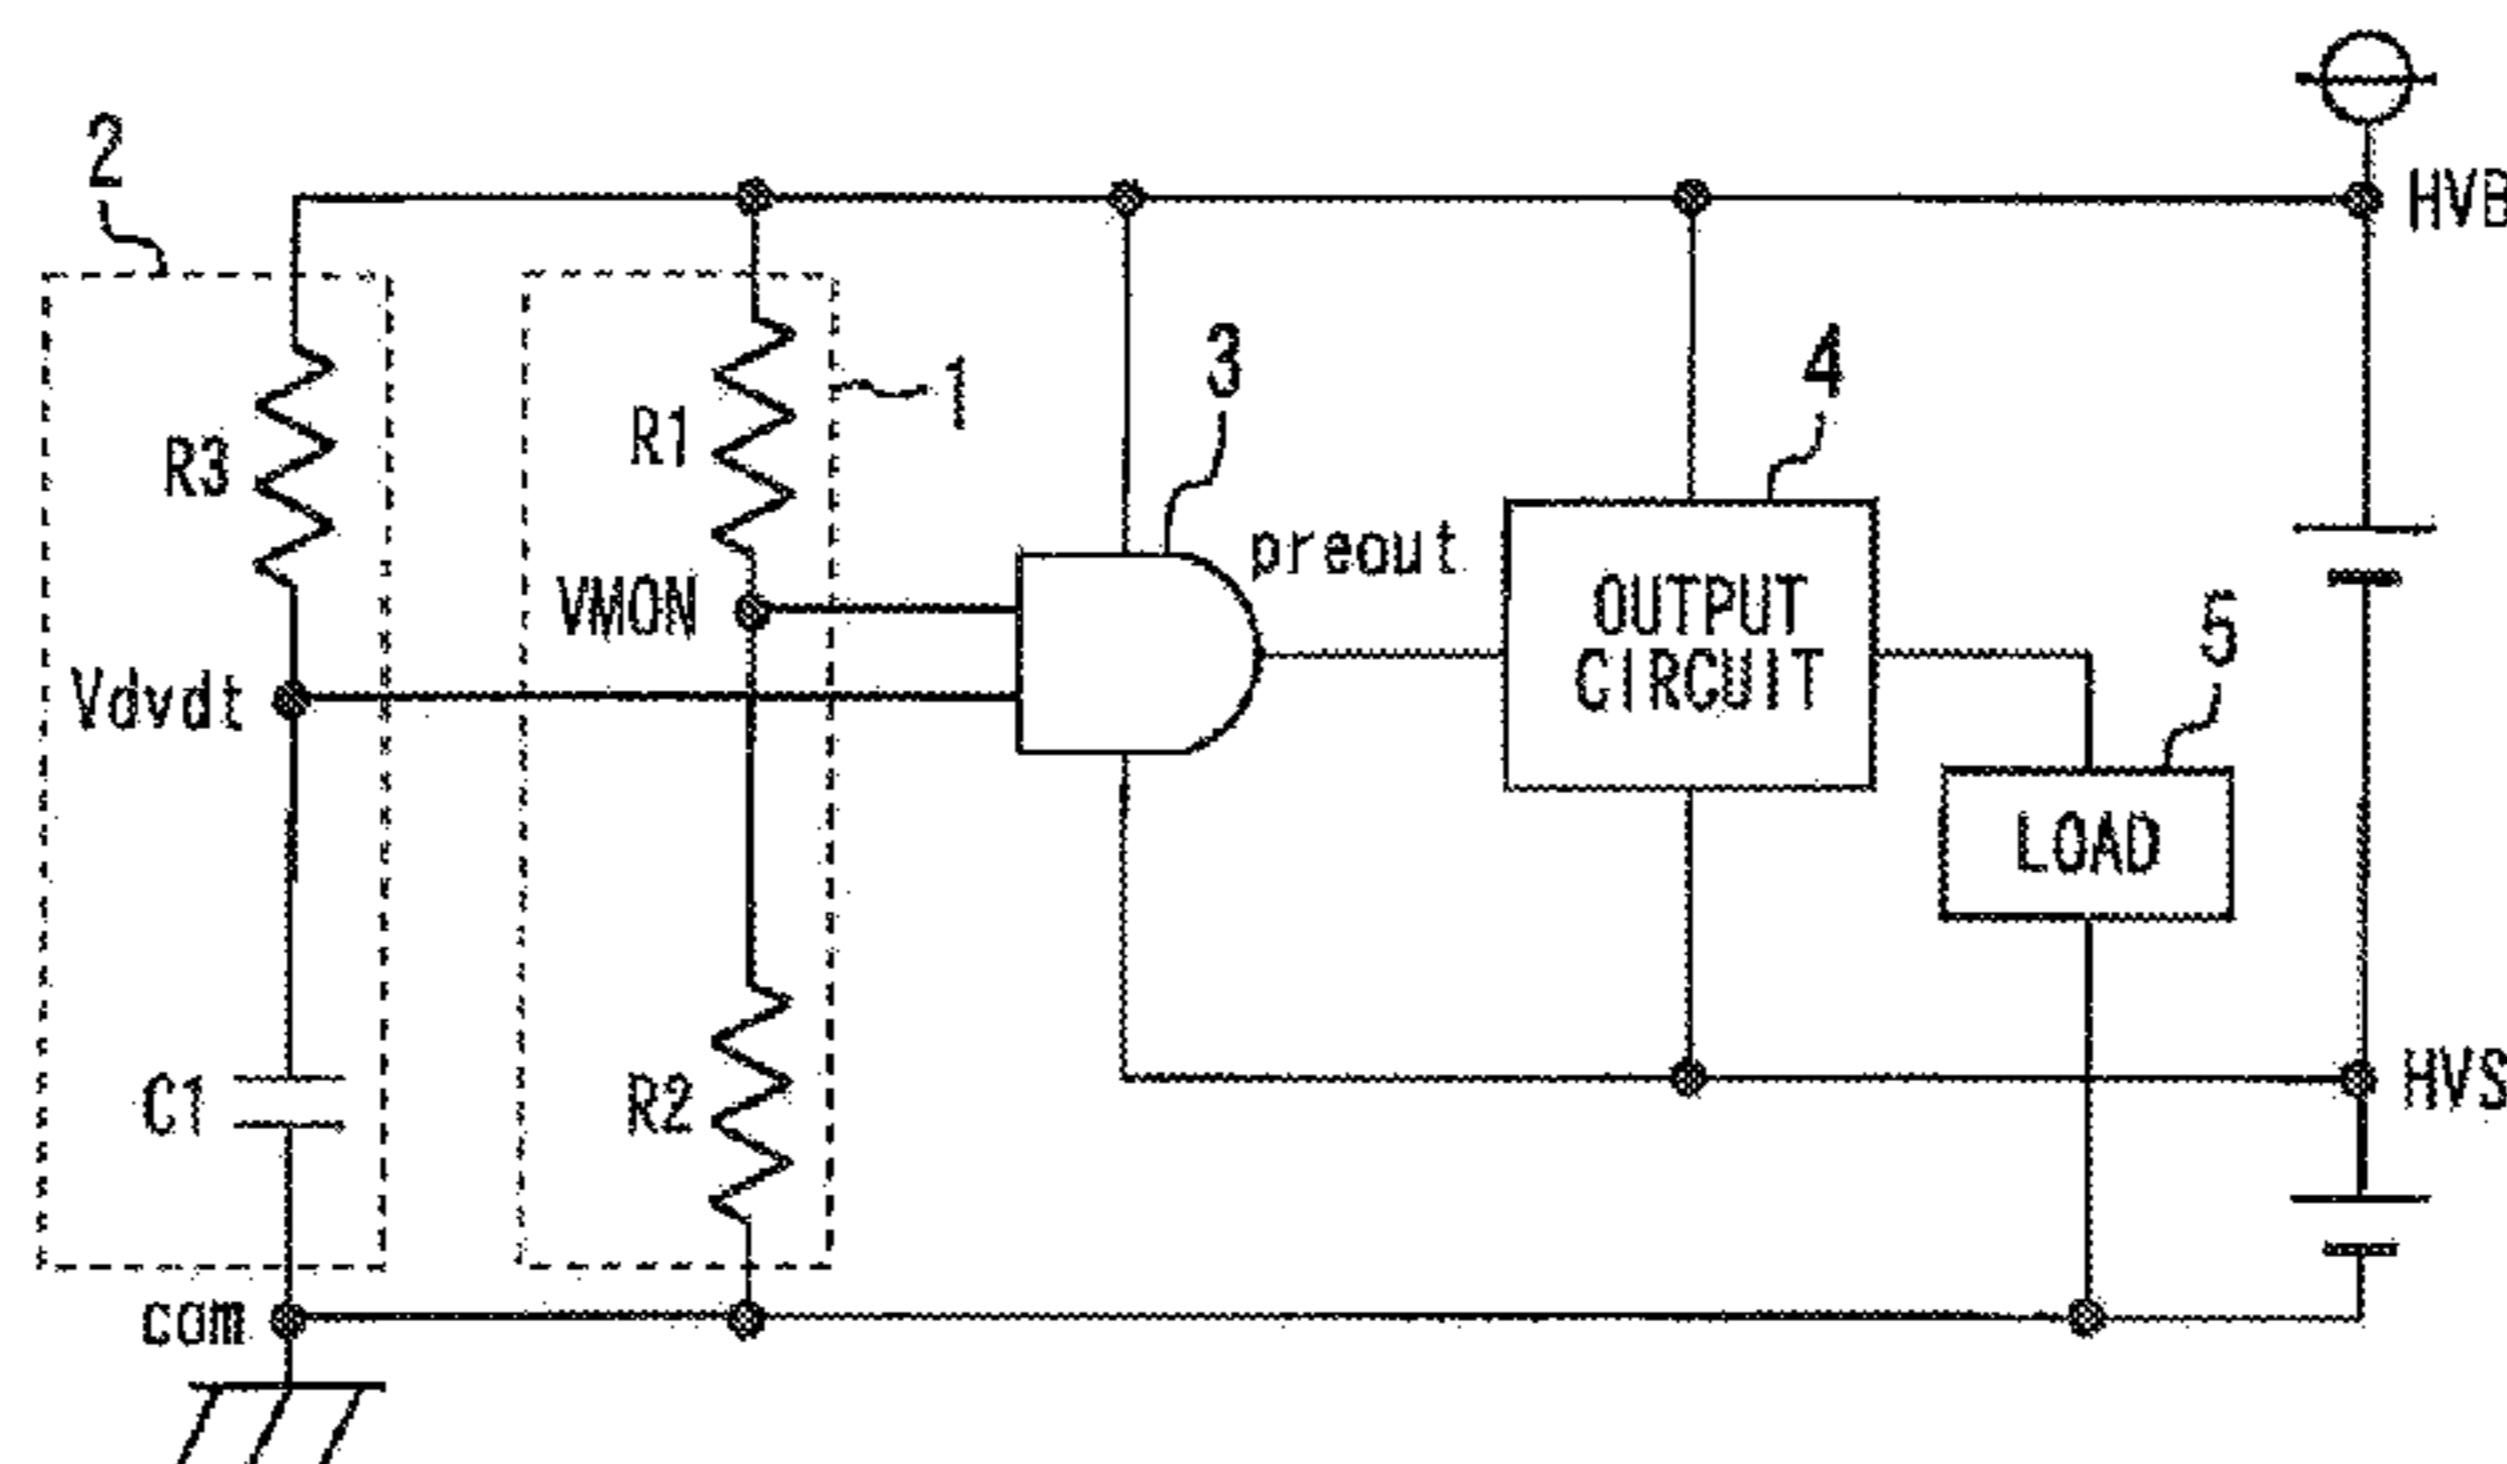 2
HVB
R3
R1
1
3
4
preout
VMON
OUTPUT
CIRCUIT
5
Vdvdt
LOAD
C1
R2
HVS
com